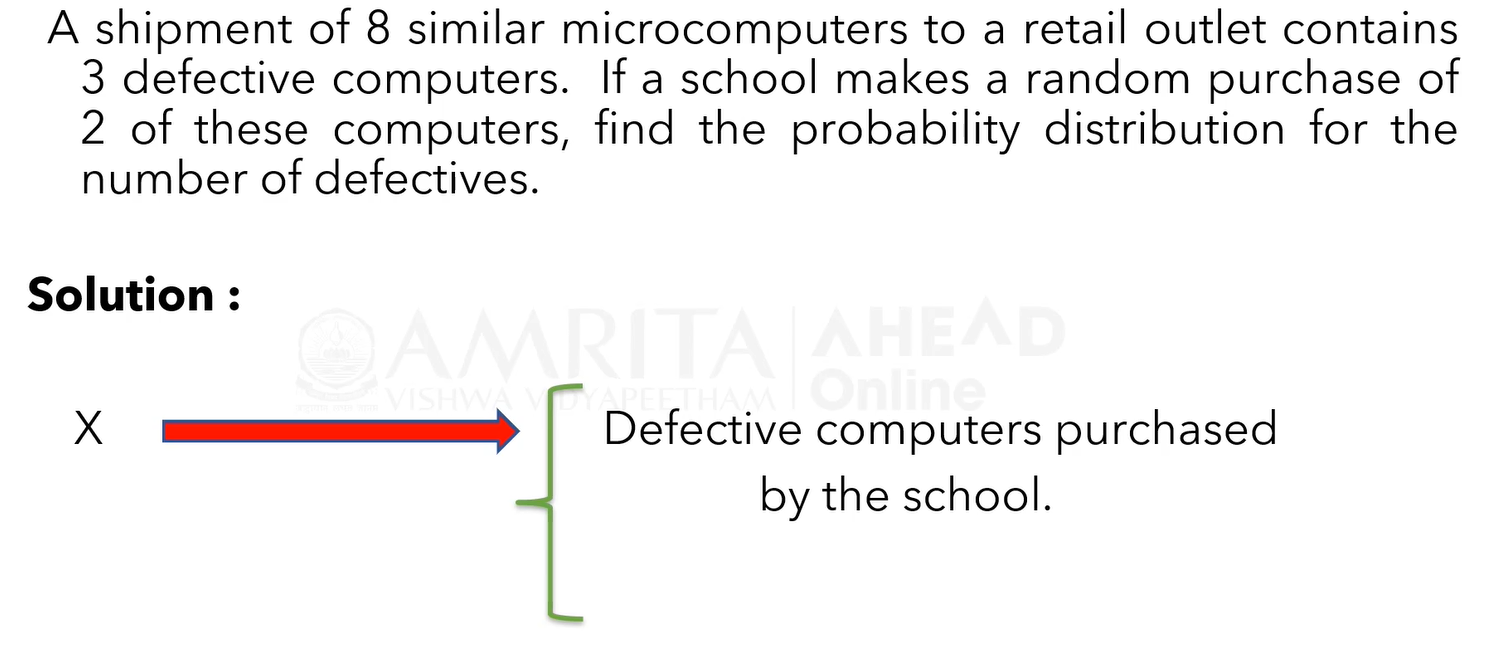 A shipment of 8 similar microcomputers to a retail outlet contains
3 defective computers. If a school makes a random purchase of
2 of these computers, find the probability distribution for the
number of defectives.
Solution :
AMRITA
VISHWA VIDYAPEETHAM
AHEAD
Online
X
Defective computers purchased
by the school.